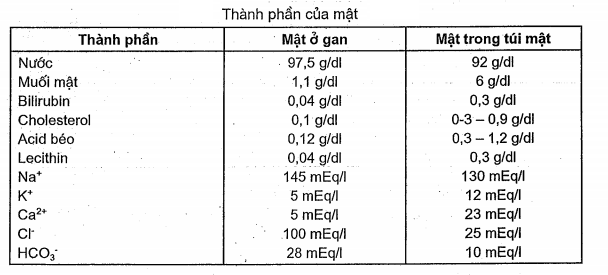 Thành phần của mật
Thành phần Mật ở gan Mật trong túi mật
Nước 97,5 g/dl 92 g/dl
Muối mật 1,1 g/dl 6 g/dl
Bilirubin 0,04 g/dl 0,3 g/dl
Cholesterol 0,1 g/dl 0-3 – 0,9 g/dl
Acid béo 0,12 g/dl 0,3 – 1,2 g/dl
Lecithin 0,04 g/dl 0,3 g/dl
Na⁺ 145 mEq/l 130 mEq/l
K⁺ 5 mEq/l 12 mEq/l
Ca²⁺ 5 mEq/l 23 mEq/l
Cl⁻ 100 mEq/l 25 mEq/l
HCO₃⁻ 28 mEq/l 10 mEq/l